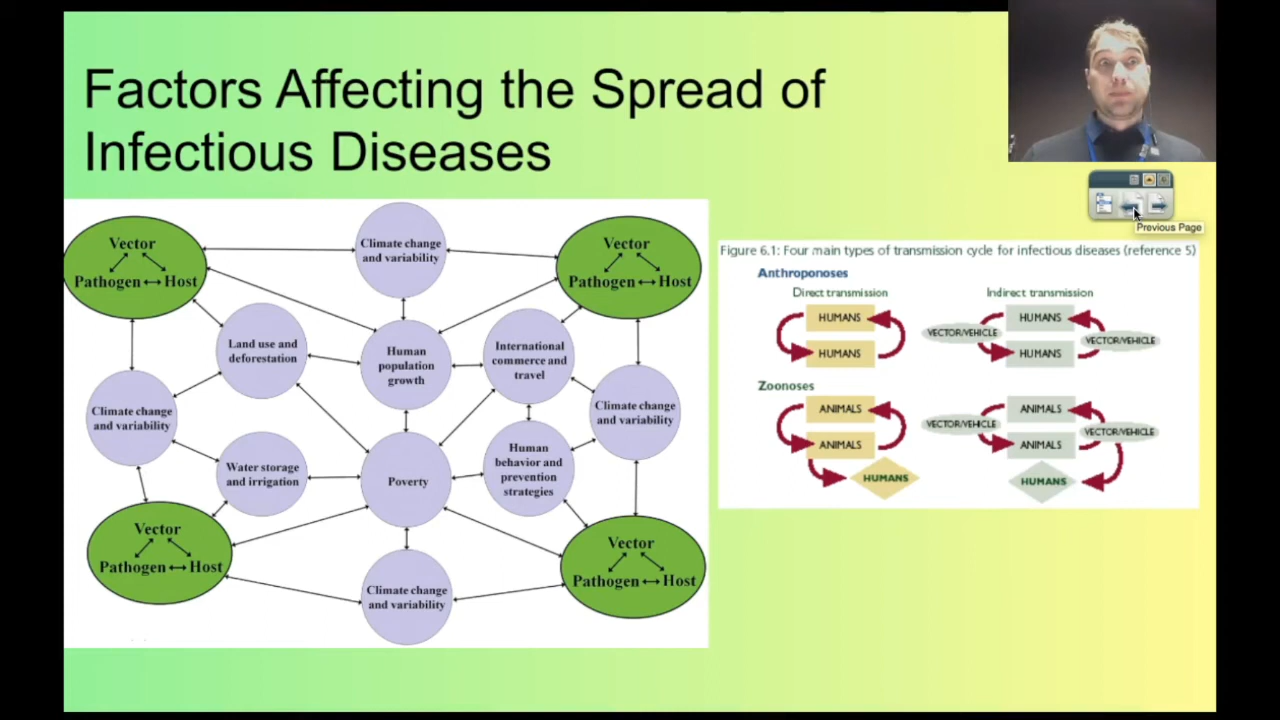 Factors Affecting the Spread of
Infectious Diseases
Previous Page
Vector
Pathogen Host
Climate change
and variability
Vector
Pathogen Host
Land use and
deforestation
Human
population
growth
International
commerce and
travel
Climate change
and variability
Climate change
and variability
Water storage
and irrigation
Poverty
Human
behavior and
prevention
strategies
Vector
Pathogen Host
Climate change
and variability
Vector
Pathogen Host
Figure 6.1: Four main types of transmission cycle for infectious diseases (reference 5)
Anthroponoses
Direct transmission
HUMANS
HUMANS
Indirect transmission
HUMANS
VECTOR/VEHICLE
VECTOR/VEHICLE
HUMANS
Zoonoses
ANIMALS
ANIMALS
HUMANS
ANIMALS
VECTOR/VEHICLE
VECTOR/VEHICLE
ANIMALS
HUMANS